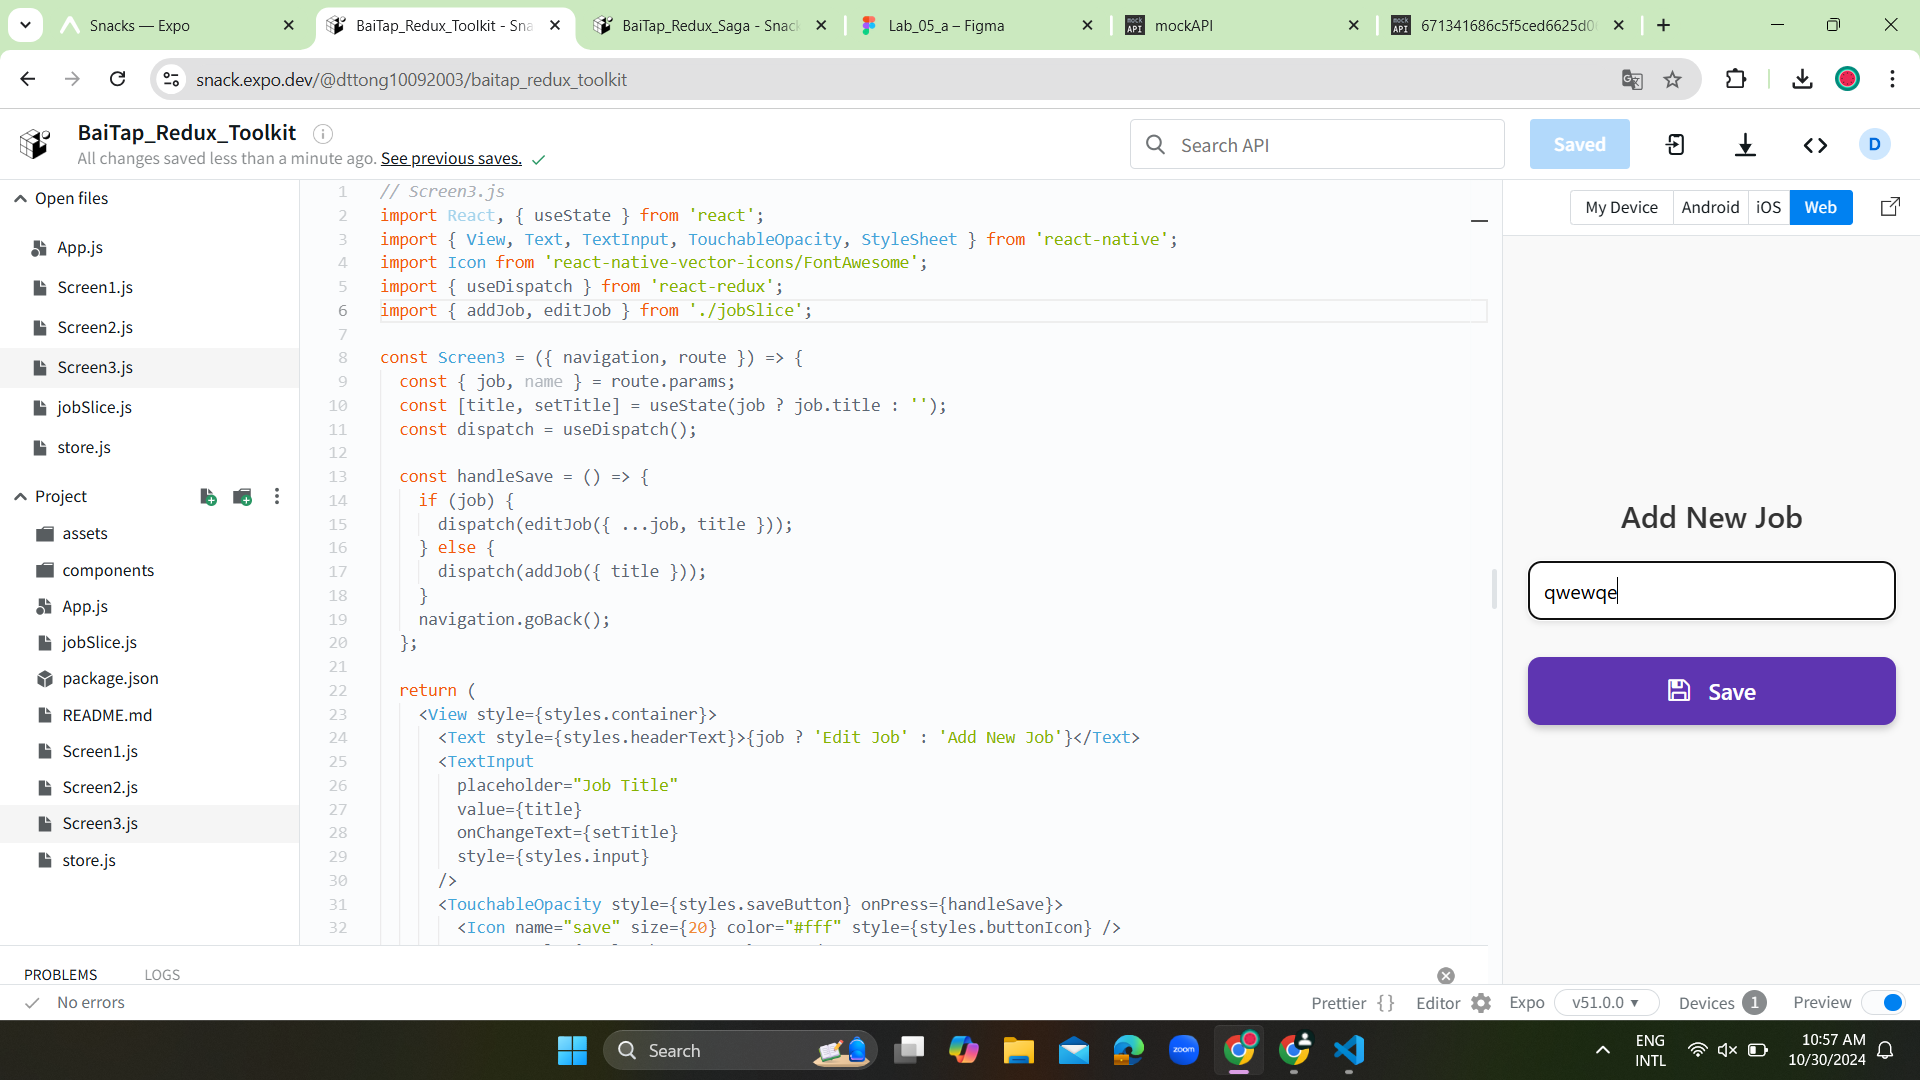 Snacks — Expo
BaiTap_Redux_Toolkit - Sna
BaiTap_Redux_Saga - Snack
Lab_05_a – Figma
mockAPI
671341686c5f5ced6625d0
snack.expo.dev/@dttong10092003/baitap_redux_toolkit
BaiTap_Redux_Toolkit
All changes saved less than a minute ago. See previous saves.
Search API
Saved
D
Open files
App.js
Screen1.js
Screen2.js
Screen3.js
jobSlice.js
store.js
Project
assets
components
App.js
jobSlice.js
package.json
README.md
Screen1.js
Screen2.js
Screen3.js
store.js
1 // Screen3.js
2 import React, { useState } from 'react';
3 import { View, Text, TextInput, TouchableOpacity, StyleSheet } from 'react-native';
4 import Icon from 'react-native-vector-icons/FontAwesome';
5 import { useDispatch } from 'react-redux';
6 import { addJob, editJob } from './jobSlice';
7
8 const Screen3 = ({ navigation, route }) => {
9 const { job, name } = route.params;
10 const [title, setTitle] = useState(job ? job.title : '');
11 const dispatch = useDispatch();
12
13 const handleSave = () => {
14 if (job) {
15 dispatch(editJob({ ...job, title }));
16 } else {
17 dispatch(addJob({ title }));
18 }
19 navigation.goBack();
20 };
21
22 return (
23 <View style={styles.container}>
24 <Text style={styles.headerText}>{job ? 'Edit Job' : 'Add New Job'}</Text>
25 <TextInput
26 placeholder="Job Title"
27 value={title}
28 onChangeText={setTitle}
29 style={styles.input}
30 />
31 <TouchableOpacity style={styles.saveButton} onPress={handleSave}>
32 <Icon name="save" size={20} color="#fff" style={styles.buttonIcon} />
My Device Android iOS Web
Add New Job
qwewqe
Save
PROBLEMS LOGS
No errors
Prettier { } Editor Expo v51.0.0 ▾ Devices 1 Preview
Search
zoom
ENG
INTL
10:57 AM
10/30/2024